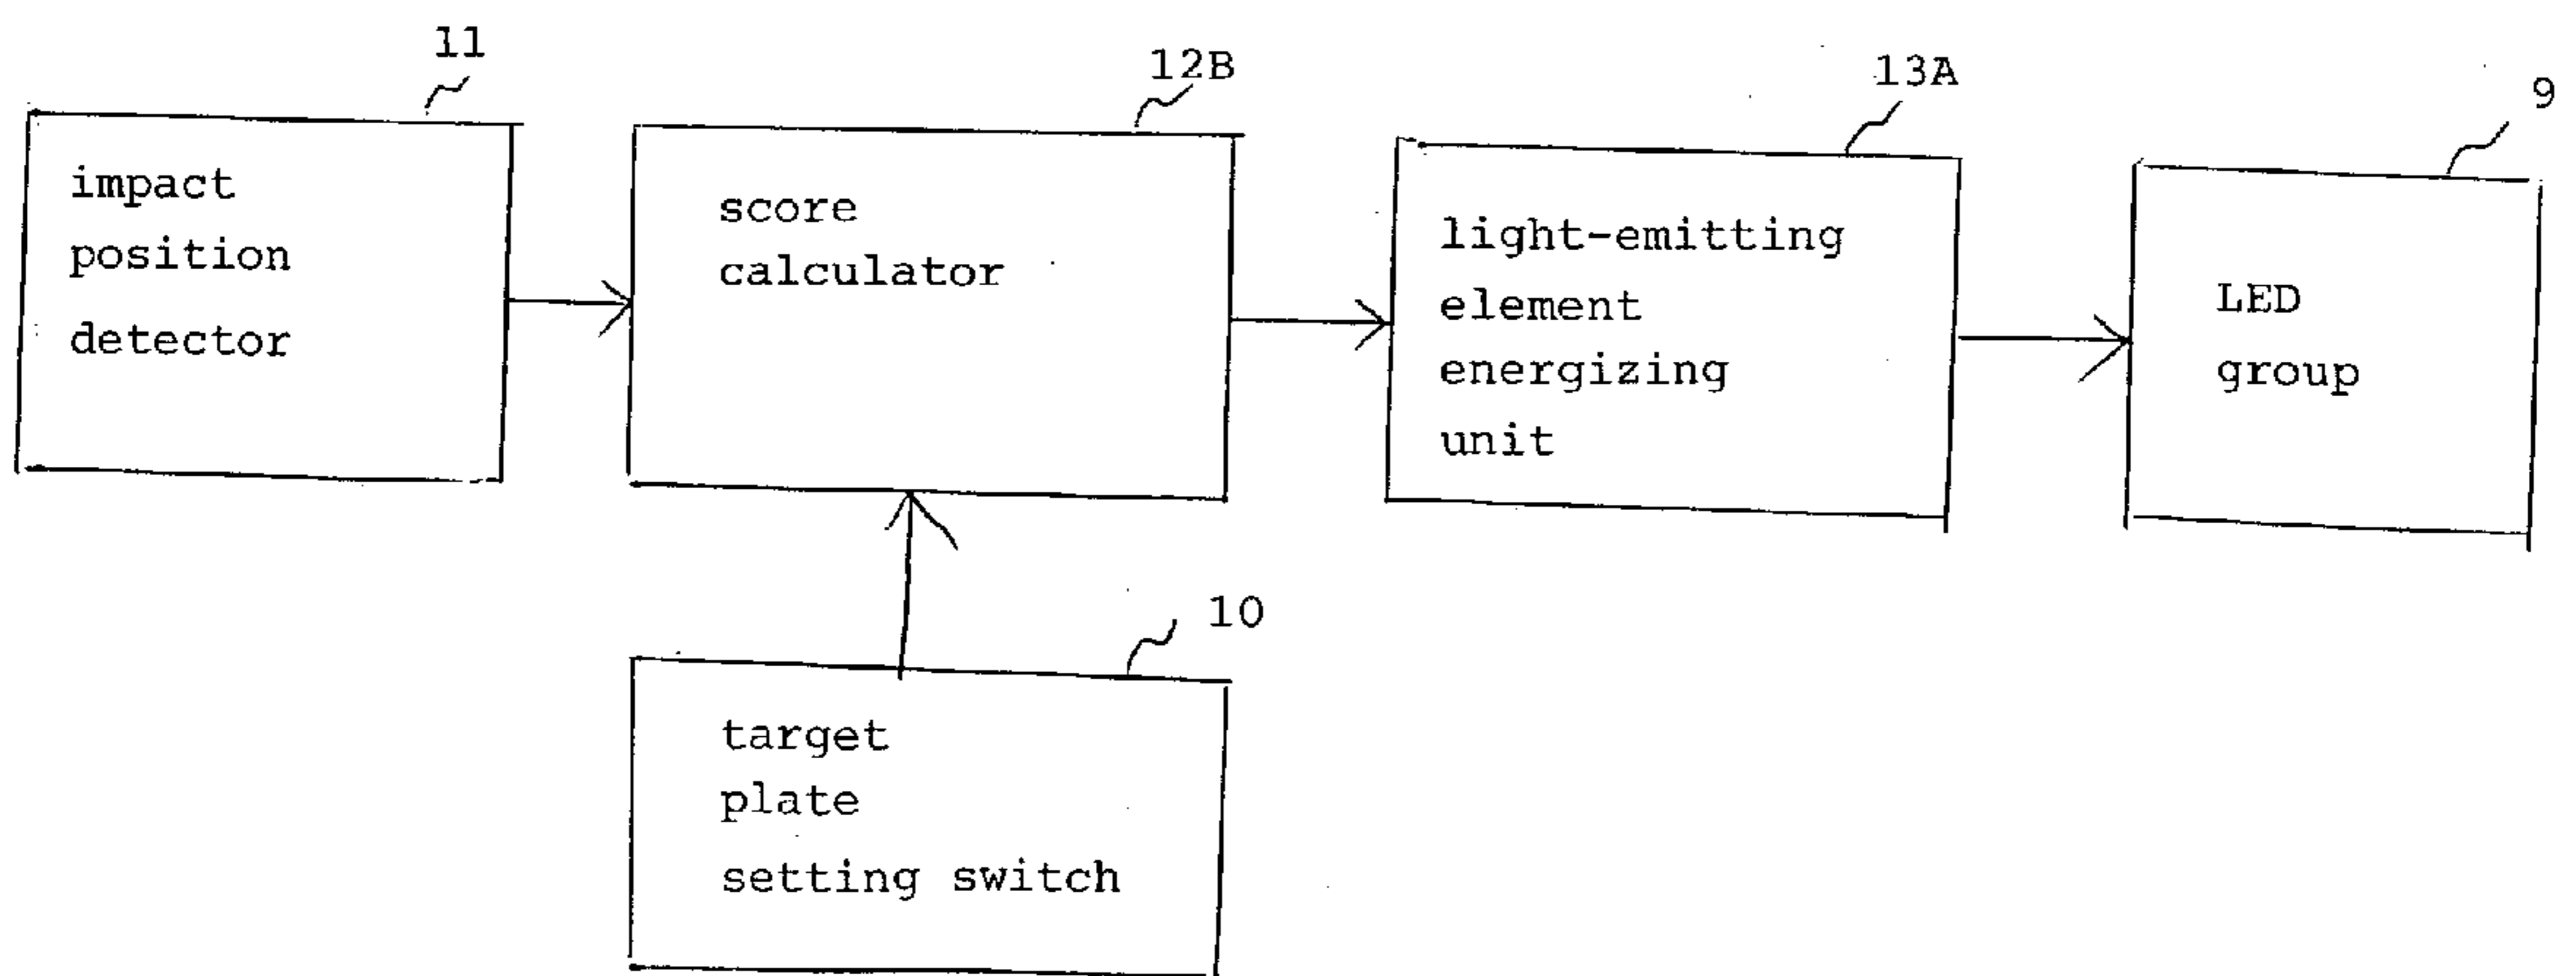 11
impact
position
detector
12B
score
calculator
13A
light-emitting
element
energizing
unit
9
LED
group
10
target
plate
setting switch